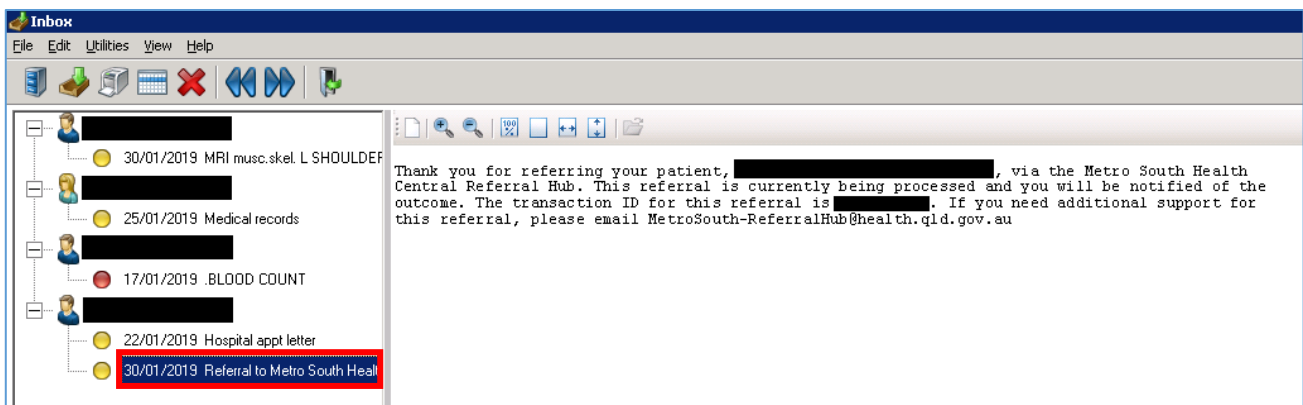 Inbox
File Edit Utilities View Help
30/01/2019 MRI musc.skel. L SHOULDER
25/01/2019 Medical records
17/01/2019 .BLOOD COUNT
22/01/2019 Hospital appt letter
30/01/2019 Referral to Metro South Heal
100
Thank you for referring your patient, , via the Metro South Health
Central Referral Hub. This referral is currently being processed and you will be notified of the
outcome. The transaction ID for this referral is . If you need additional support for
this referral, please email MetroSouth-ReferralHub@health.qld.gov.au